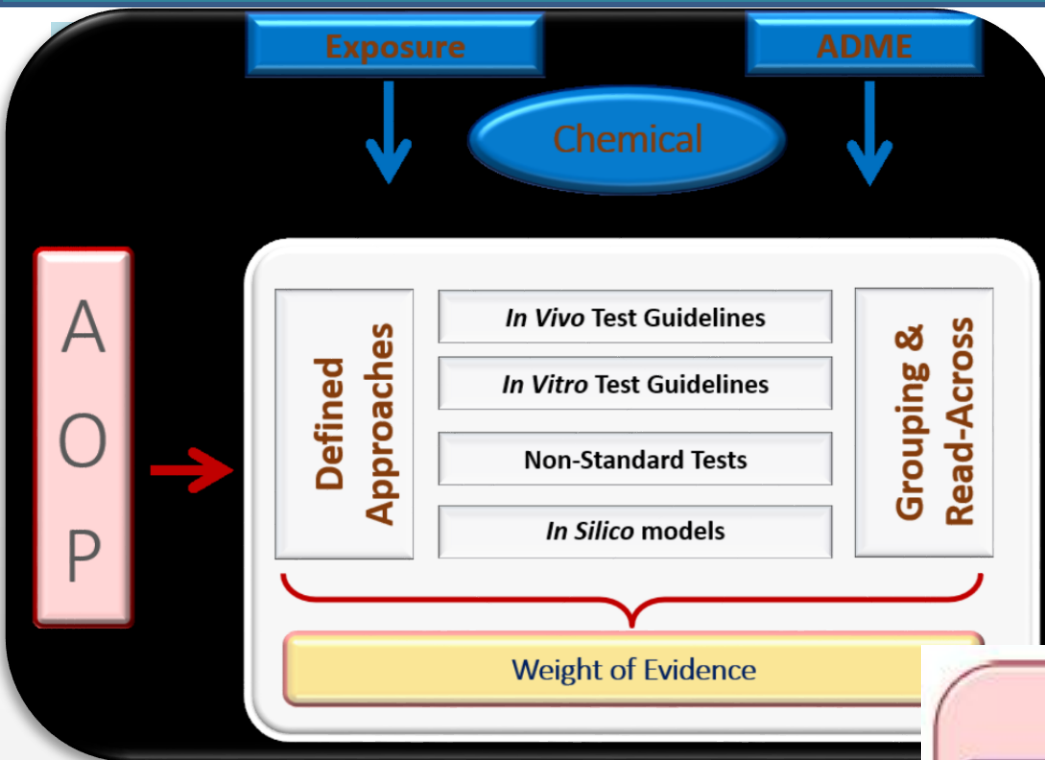 Exposure
ADME
Chemical
A
O
P
Defined
Approaches
In Vivo Test Guidelines
In Vitro Test Guidelines
Non-Standard Tests
In Silico models
Grouping &
Read-Across
Weight of Evidence